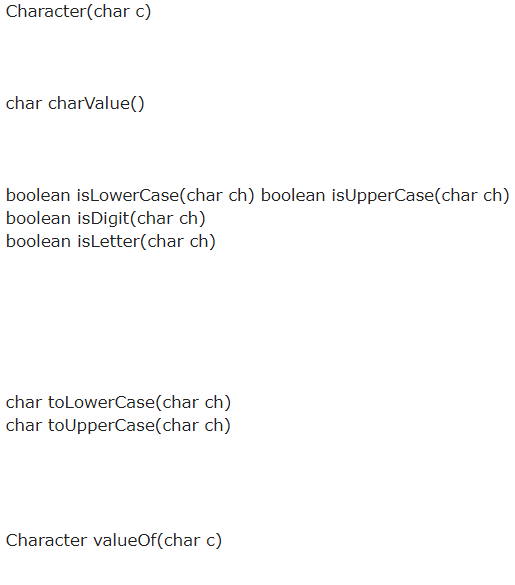 Character(char c)
char charValue()
boolean isLowerCase(char ch) boolean isUpperCase(char ch)
boolean isDigit(char ch)
boolean isLetter(char ch)
char toLowerCase(char ch)
char toUpperCase(char ch)
Character valueOf(char c)